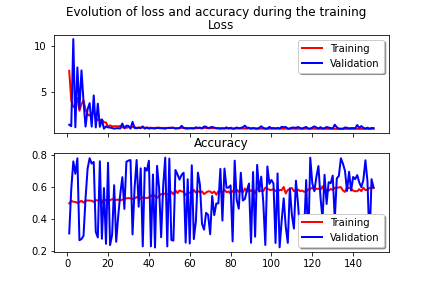 Evolution of loss and accuracy during the training
Loss
10
5
Training
Validation
Accuracy
0.8
0.6
0.4
0.2
Training
Validation
0 20 40 60 80 100 120 140